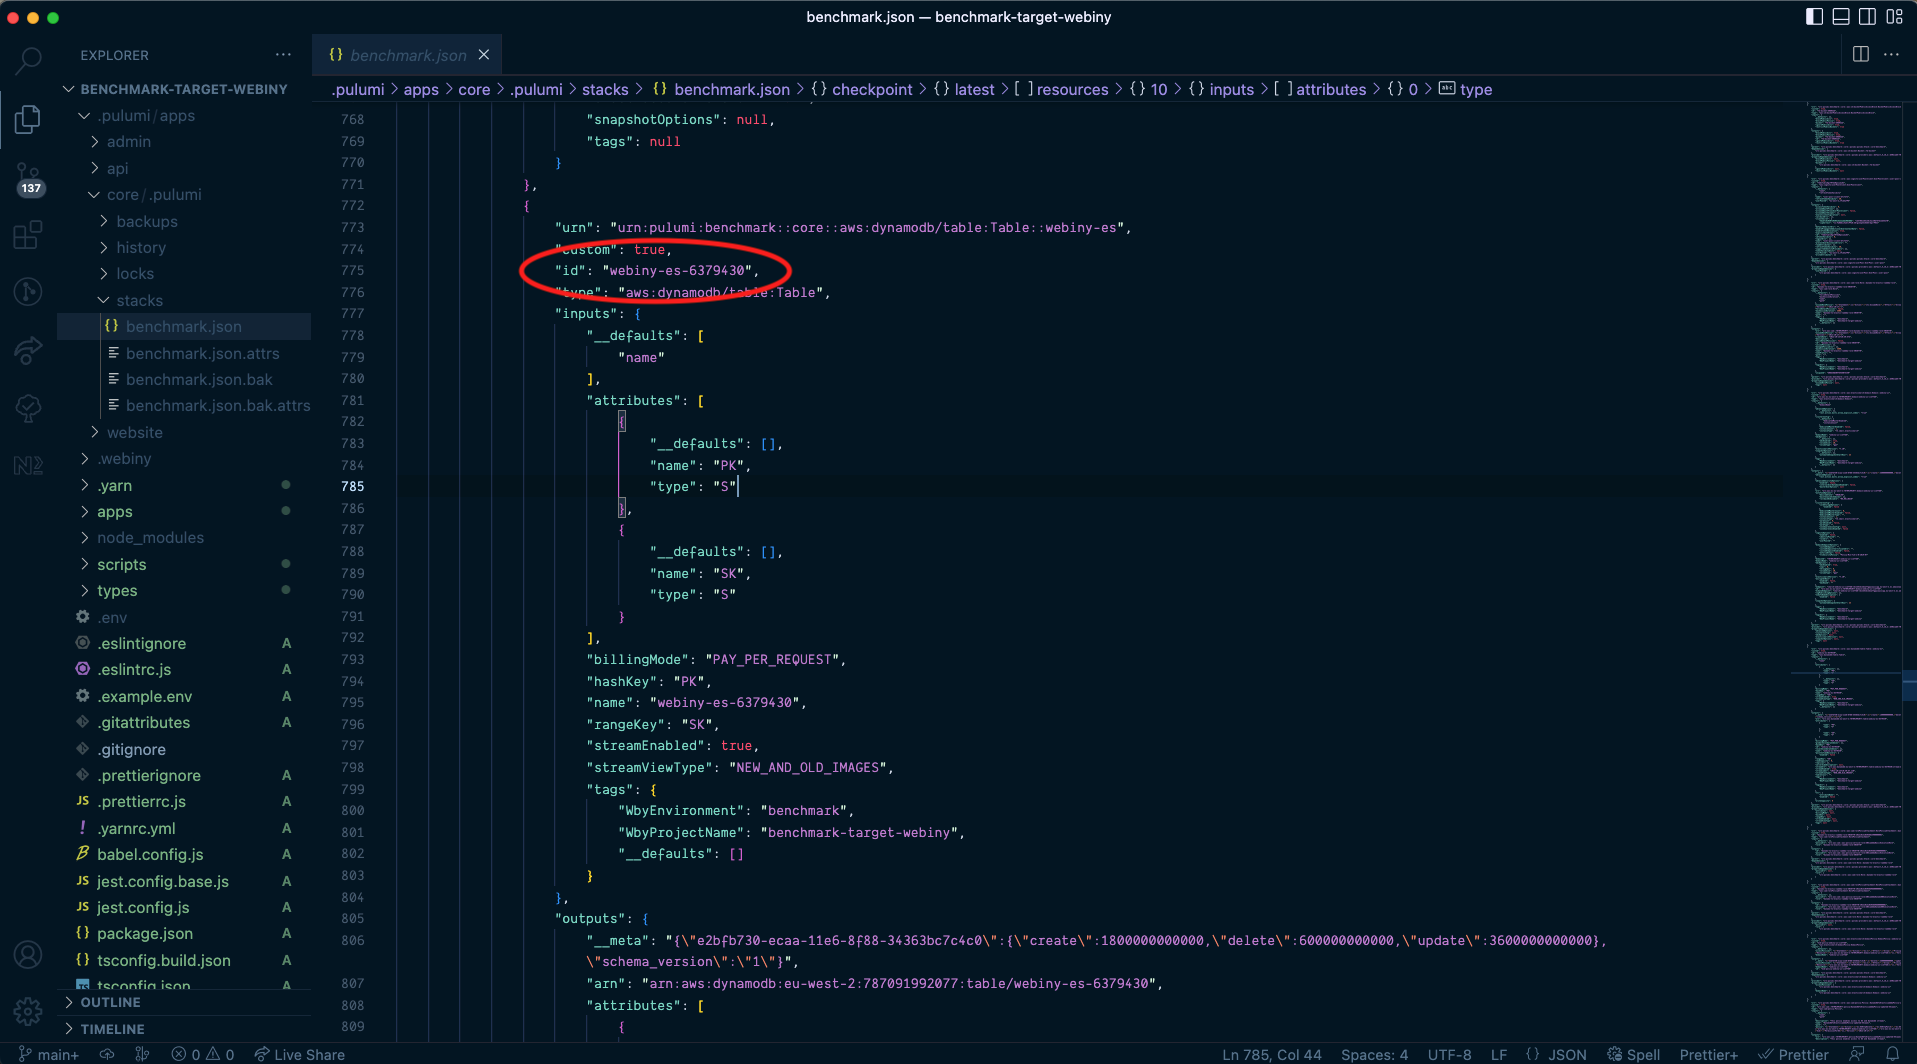 benchmark.json — benchmark-target-webiny
EXPLORER
benchmark.json
BENCHMARK-TARGET-WEBINY
.pulumi > apps > core > .pulumi > stacks > {} benchmark.json > {} checkpoint > {} latest > [ ] resources > {} 10 > {} inputs > [ ] attributes > {} 0 > abc type
.pulumi / apps
admin
api
core / .pulumi
backups
history
locks
stacks
{} benchmark.json
benchmark.json.attrs
benchmark.json.bak
benchmark.json.bak.attrs
website
.webiny
.yarn
apps
node_modules
scripts
types
.env
.eslintignore A
.eslintrc.js A
.example.env A
.gitattributes A
.gitignore
.prettierignore A
JS .prettierrc.js A
! .yarnrc.yml A
babel.config.js A
JS jest.config.base.js A
JS jest.config.js A
{} package.json A
{} tsconfig.build.json A
tsconfig.json A
OUTLINE
TIMELINE
137
768 "snapshotOptions": null,
769 "tags": null
770 }
771 },
772 {
773 "urn": "urn:pulumi:benchmark::core::aws:dynamodb/table:Table::webiny-es",
774 "custom": true,
775 "id": "webiny-es-6379430",
776 "type": "aws:dynamodb/table:Table",
777 "inputs": {
778 "__defaults": [
779 "name"
780 ],
781 "attributes": [
782 {
783 "__defaults": [],
784 "name": "PK",
785 "type": "S"
786 },
787 {
788 "__defaults": [],
789 "name": "SK",
790 "type": "S"
791 }
792 ],
793 "billingMode": "PAY_PER_REQUEST",
794 "hashKey": "PK",
795 "name": "webiny-es-6379430",
796 "rangeKey": "SK",
797 "streamEnabled": true,
798 "streamViewType": "NEW_AND_OLD_IMAGES",
799 "tags": {
800 "WbyEnvironment": "benchmark",
801 "WbyProjectName": "benchmark-target-webiny",
802 "__defaults": []
803 }
804 },
805 "outputs": {
806 "__meta": "{\"e2bfb730-ecaa-11e6-8f88-34363bc7c4c0\":{\"create\":1800000000000,\"delete\":600000000000,\"update\":3600000000000},
\"schema_version\":\"1\"}",
807 "arn": "arn:aws:dynamodb:eu-west-2:787091992077:table/webiny-es-6379430",
808 "attributes": [
809 {
main+ 0 0 Live Share Ln 785, Col 44 Spaces: 4 UTF-8 LF {} JSON Spell Prettier+ Prettier